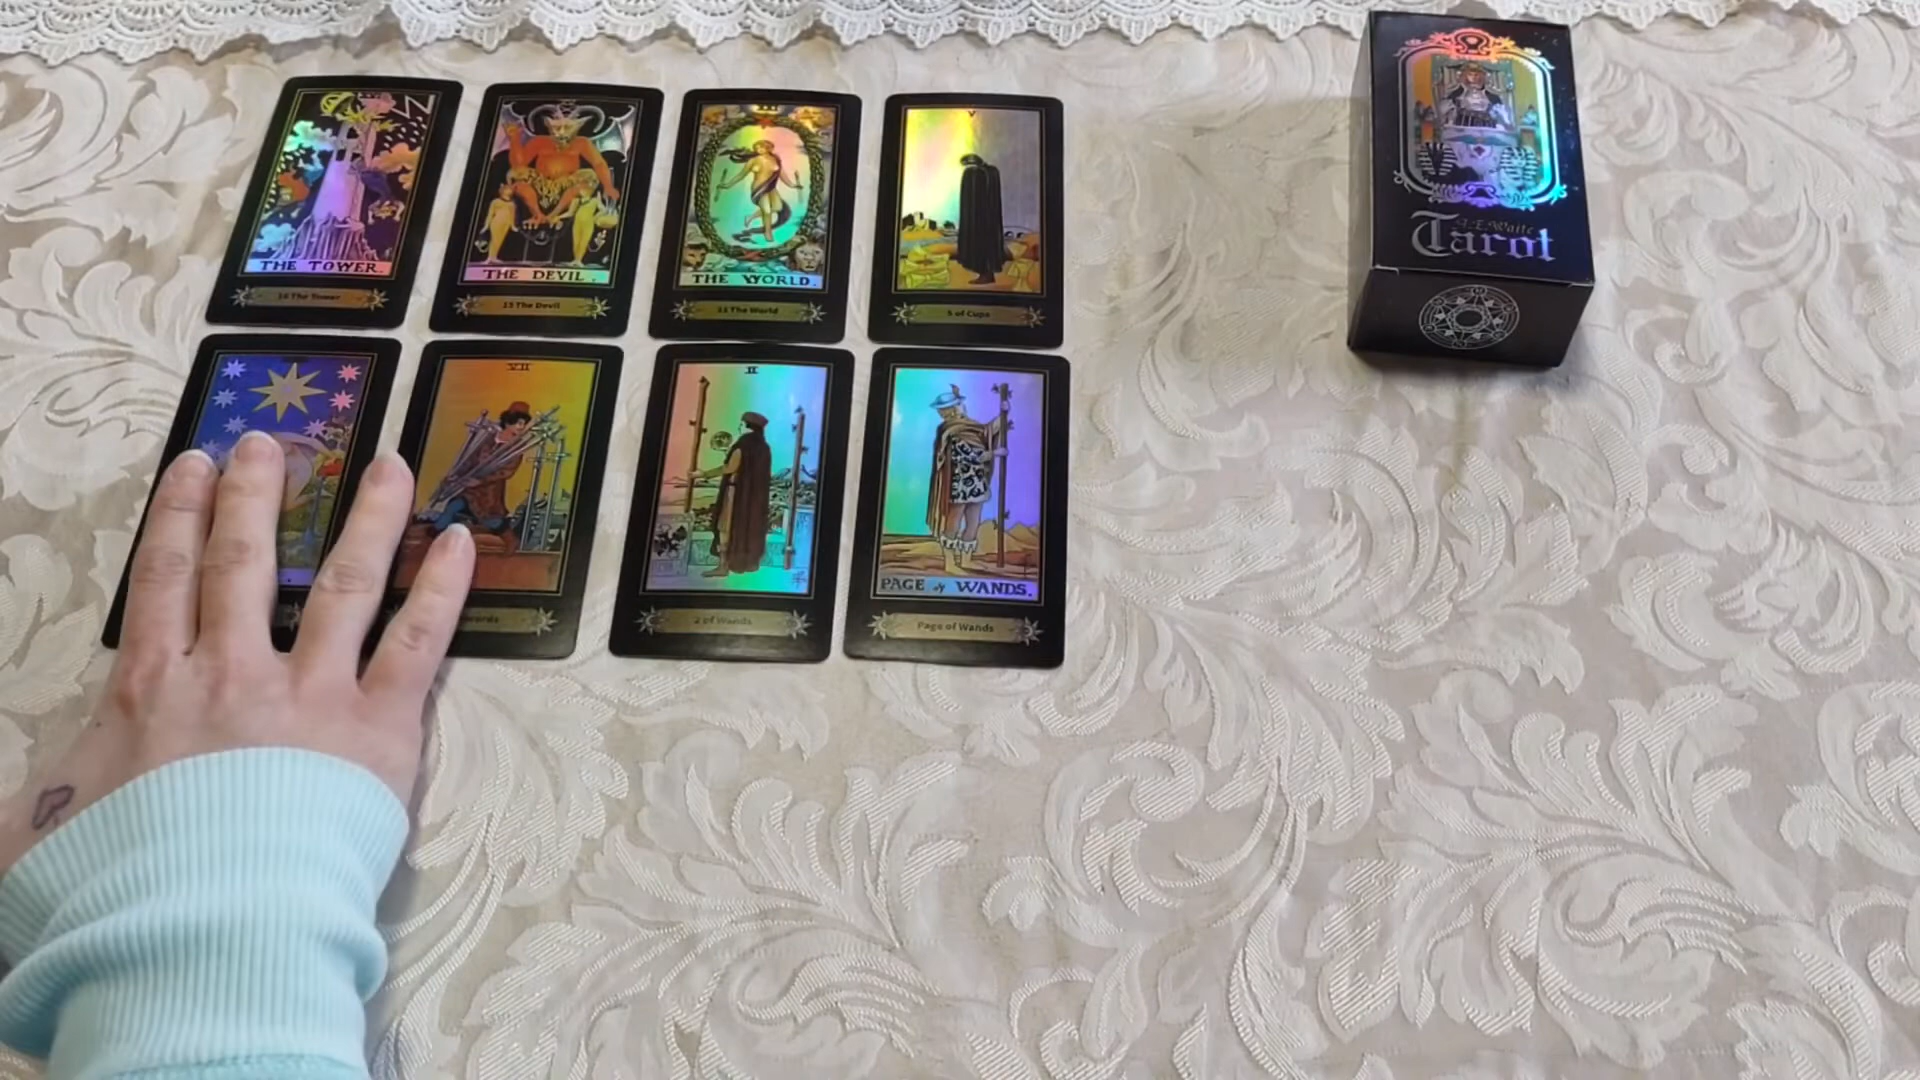 THE TOWER.
16 The Tower
THE DEVIL.
15 The Devil
THE WORLD.
21 The World
V
5 of Cups
A.E.Waite
Tarot
VII
II
2 of Wands
PAGE of WANDS.
Page of Wands